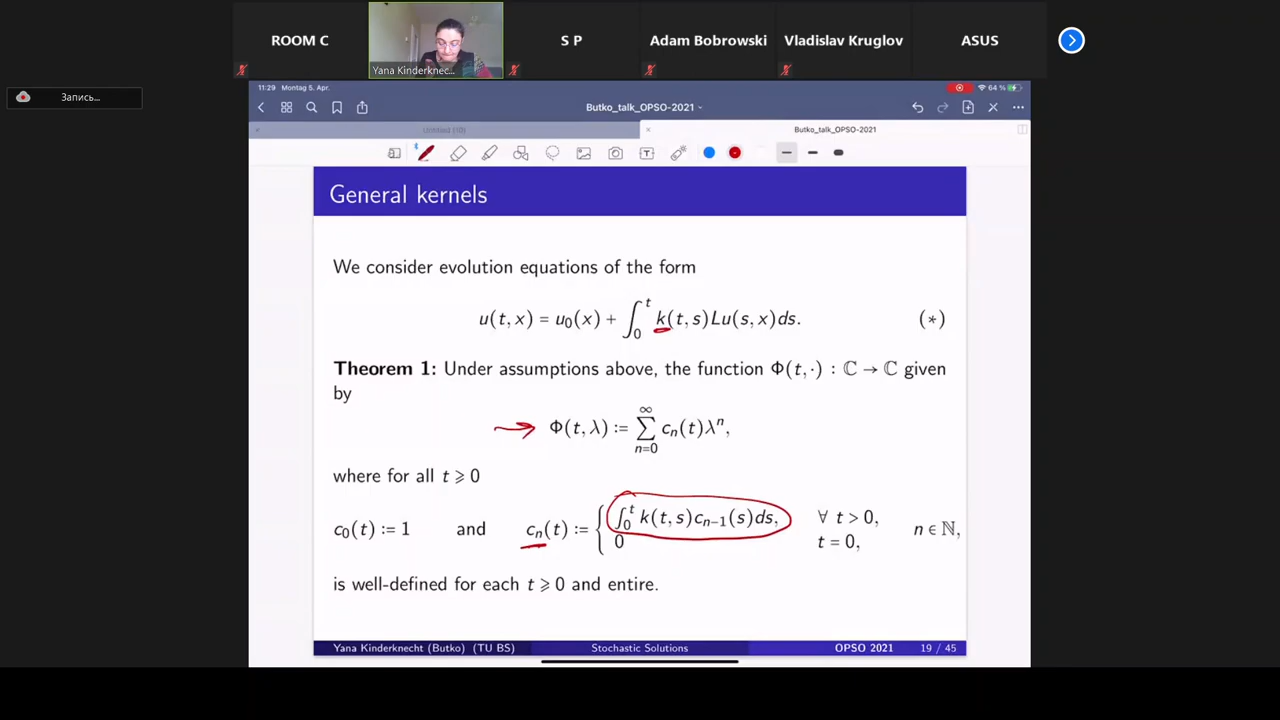 ROOM C
Yana Kinderknec...
S P
Adam Bobrowski
Vladislav Kruglov
ASUS
Запись...
11:29 Montag 5. Apr.
64 %
Butko_talk_OPSO-2021
Untitled (10)
Butko_talk_OPSO-2021
General kernels
We consider evolution equations of the form
u(t, x) = u₀(x) + ∫₀ᵗ k(t, s)Lu(s, x)ds. (∗)
Theorem 1: Under assumptions above, the function Φ(t, ·) : ℂ → ℂ given
by
Φ(t, λ) := ∑_{n=0}^{∞} cₙ(t)λⁿ,
where for all t ⩾ 0
c₀(t) := 1 and cₙ(t) := { ∫₀ᵗ k(t, s)cₙ₋₁(s)ds, ∀ t > 0,
0 t = 0, n ∈ ℕ,
is well-defined for each t ⩾ 0 and entire.
Yana Kinderknecht (Butko) (TU BS) Stochastic Solutions OPSO 2021 19 / 45